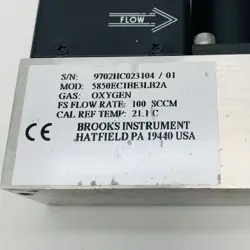 FLOW
S/N: 9702HC023104 / 01
MOD: 5850EC1BE3LB2A
GAS: OXYGEN
FS FLOW RATE: 100 SCCM
CAL REF TEMP: 21.1 C
CE BROOKS INSTRUMENT
HATFIELD PA 19440 USA